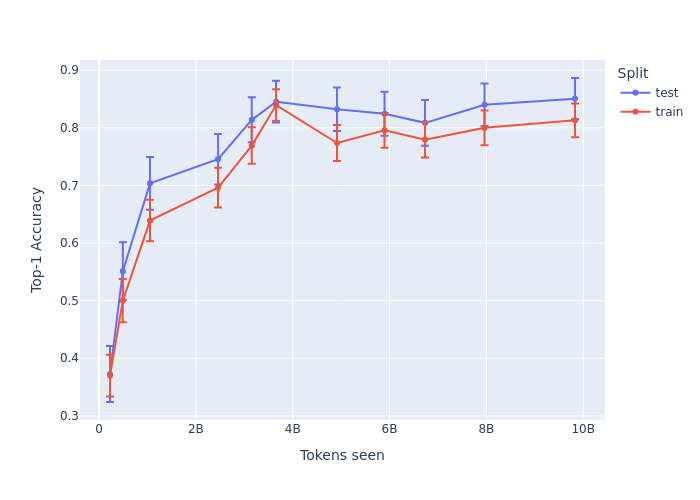 Split
test
train
0.9
0.8
0.7
0.6
0.5
0.4
0.3
Top-1 Accuracy
0
2B
4B
6B
8B
10B
Tokens seen